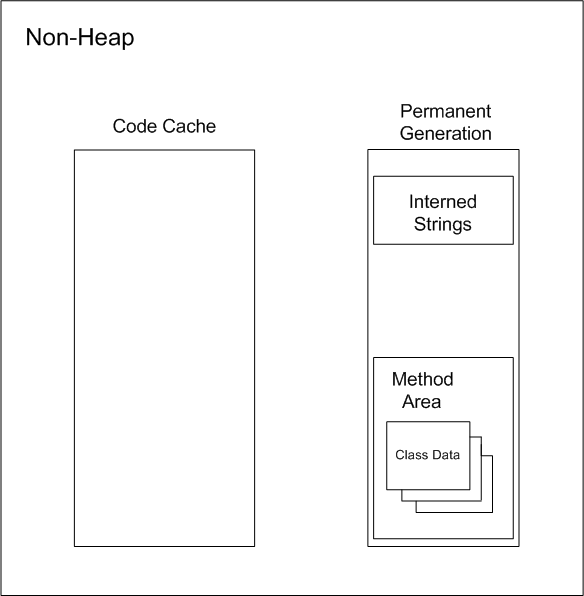 Non-Heap
Code Cache
Permanent
Generation
Interned
Strings
Method
Area
Class Data